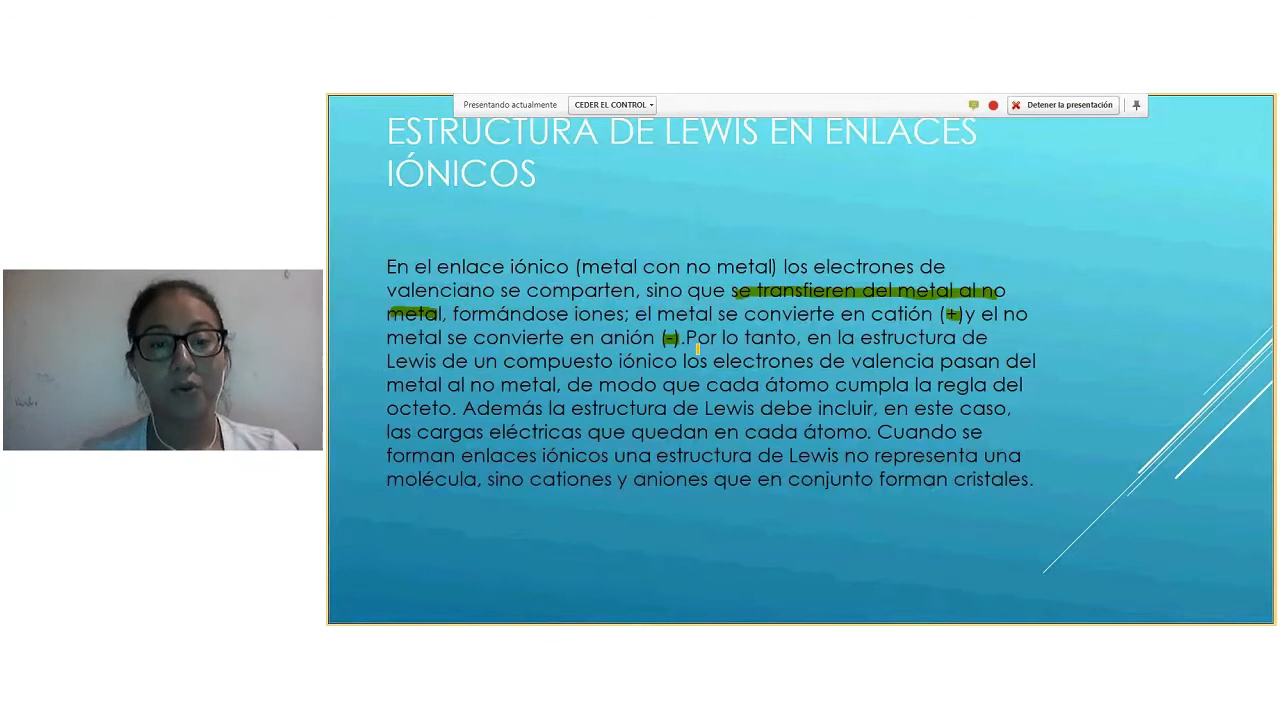 Presentando actualmente
CEDER EL CONTROL
Detener la presentación
ESTRUCTURA DE LEWIS EN ENLACES
IÓNICOS
En el enlace iónico (metal con no metal) los electrones de
valenciano se comparten, sino que se transfieren del metal al no
metal, formándose iones; el metal se convierte en catión (+)y el no
metal se convierte en anión (-).Por lo tanto, en la estructura de
Lewis de un compuesto iónico los electrones de valencia pasan del
metal al no metal, de modo que cada átomo cumpla la regla del
octeto. Además la estructura de Lewis debe incluir, en este caso,
las cargas eléctricas que quedan en cada átomo. Cuando se
forman enlaces iónicos una estructura de Lewis no representa una
molécula, sino cationes y aniones que en conjunto forman cristales.